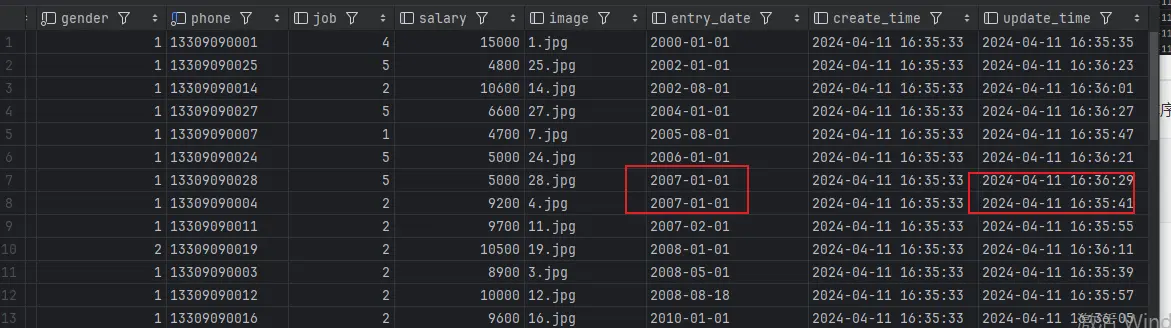 gender phone job salary image entry_date create_time update_time
1 1 13309090001 4 15000 1.jpg 2000-01-01 2024-04-11 16:35:33 2024-04-11 16:35:35
2 1 13309090025 5 4800 25.jpg 2002-01-01 2024-04-11 16:35:33 2024-04-11 16:36:23
3 1 13309090014 2 10600 14.jpg 2002-08-01 2024-04-11 16:35:33 2024-04-11 16:36:01
4 1 13309090027 5 6600 27.jpg 2004-01-01 2024-04-11 16:35:33 2024-04-11 16:36:27
5 1 13309090007 1 4700 7.jpg 2005-08-01 2024-04-11 16:35:33 2024-04-11 16:35:47
6 1 13309090024 5 5000 24.jpg 2006-01-01 2024-04-11 16:35:33 2024-04-11 16:36:21
7 1 13309090028 5 5000 28.jpg 2007-01-01 2024-04-11 16:35:33 2024-04-11 16:36:29
8 1 13309090004 2 9200 4.jpg 2007-01-01 2024-04-11 16:35:33 2024-04-11 16:35:41
9 1 13309090011 2 9700 11.jpg 2007-02-01 2024-04-11 16:35:33 2024-04-11 16:35:55
10 2 13309090019 2 10500 19.jpg 2008-01-01 2024-04-11 16:35:33 2024-04-11 16:36:11
11 1 13309090003 2 8900 3.jpg 2008-05-01 2024-04-11 16:35:33 2024-04-11 16:35:39
12 1 13309090012 2 10000 12.jpg 2008-08-18 2024-04-11 16:35:33 2024-04-11 16:35:57
13 1 13309090016 2 9600 16.jpg 2010-01-01 2024-04-11 16:35:33 2024-04-11 16:36:05